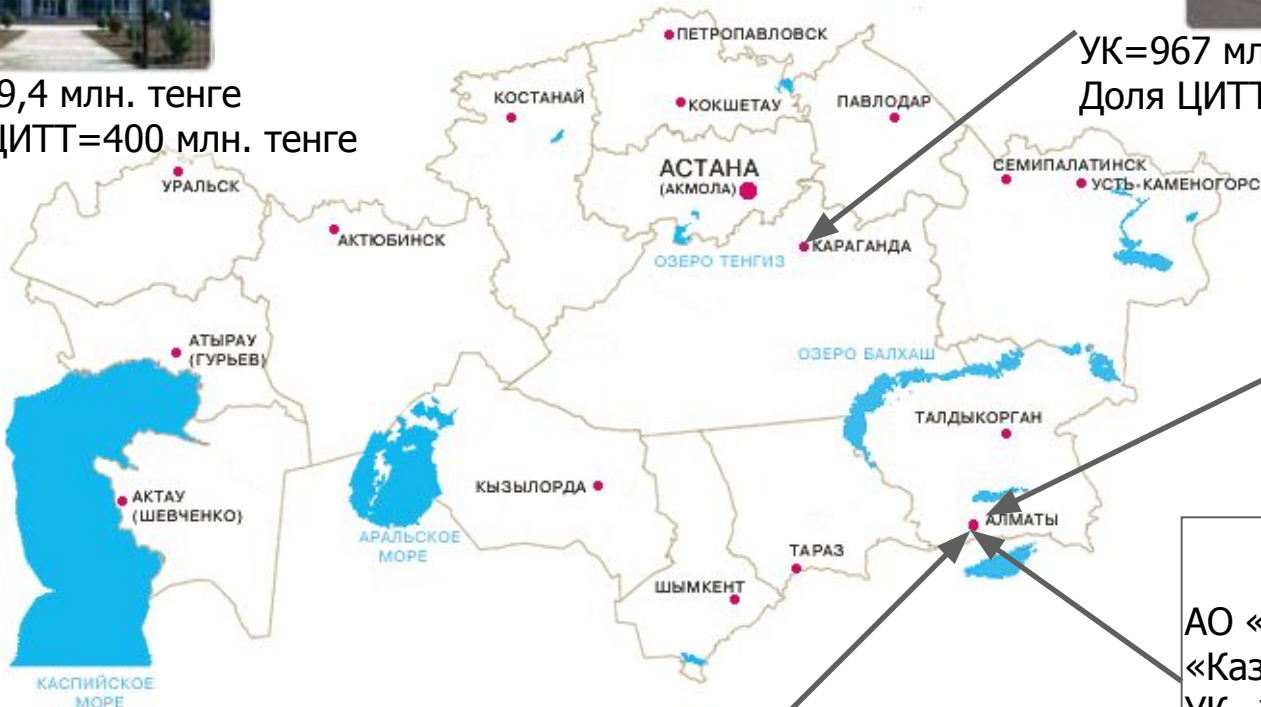 9,4 млн. тенге
ЦИТТ=400 млн. тенге
УК=967
Доля ЦИТТ
ПЕТРОПАВЛОВСК
КОСТАНАЙ
КОКШЕТАУ
ПАВЛОДАР
АСТАНА
(АКМОЛА)
СЕМИПАЛАТИНСК
УСТЬ-КАМЕНОГОРС
УРАЛЬСК
АКТЮБИНСК
КАРАГАНДА
ОЗЕРО ТЕНГИЗ
АТЫРАУ
(ГУРЬЕВ)
ОЗЕРО БАЛХАШ
ТАЛДЫКОРГАН
АКТАУ
(ШЕВЧЕНКО)
КЫЗЫЛОРДА
АЛМАТЫ
АРАЛЬСКОЕ
МОРЕ
ТАРАЗ
ШЫМКЕНТ
АО «
«Каз
КАСПИЙСКОЕ
МОРЕ